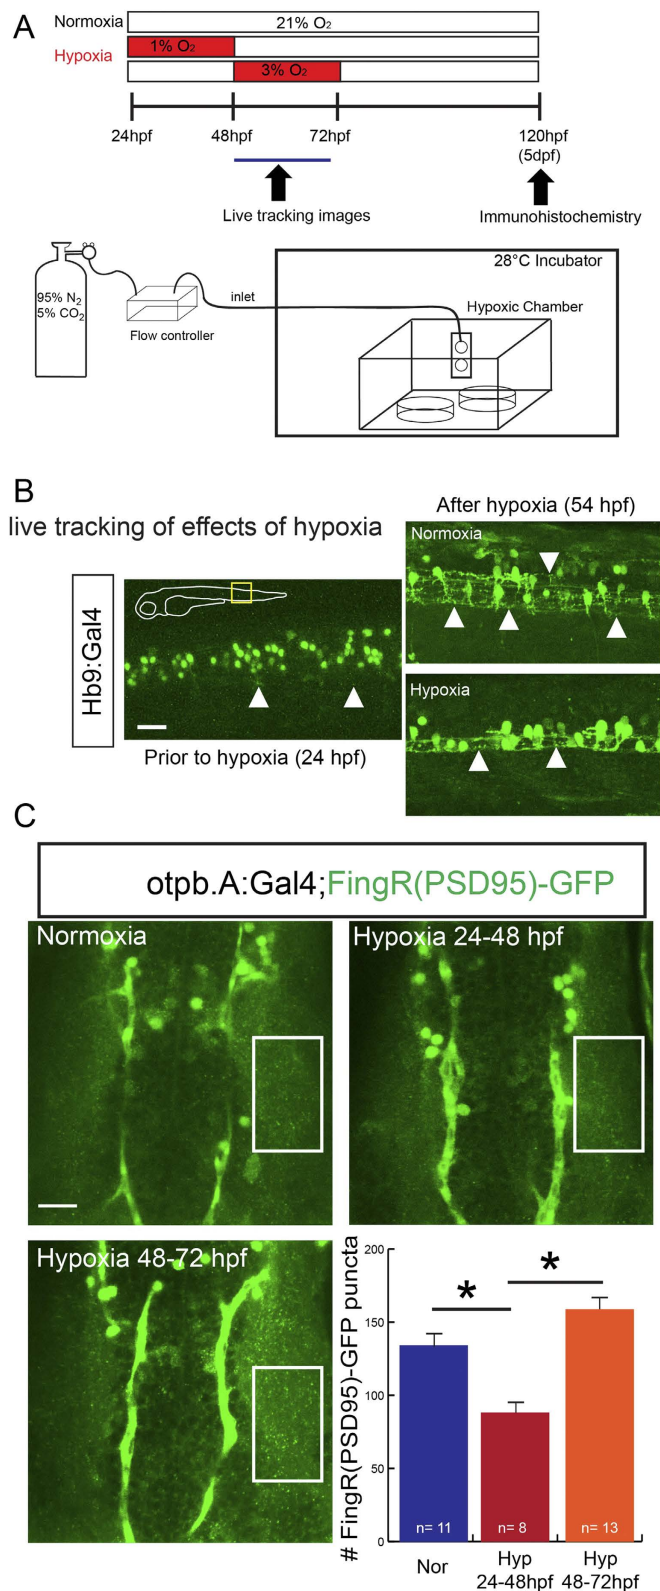 A
Normoxia
21% O2
Hypoxia
1% O2
3% O2
24hpf
48hpf
72hpf
120hpf
(5dpf)
Live tracking images
Immunohistochemistry
95% N2
5% CO2
Flow controller
inlet
28°C Incubator
Hypoxic Chamber
B
live tracking of effects of hypoxia
After hypoxia (54 hpf)
Hb9:Gal4
Normoxia
Hypoxia
Prior to hypoxia (24 hpf)
C
otpb.A:Gal4;FingR(PSD95)-GFP
Normoxia
Hypoxia 24-48 hpf
Hypoxia 48-72 hpf
# FingR(PSD95)-GFP puncta
200
150
100
50
0
*
*
n= 11
n= 8
n= 13
Nor
Hyp
24-48hpf
Hyp
48-72hpf